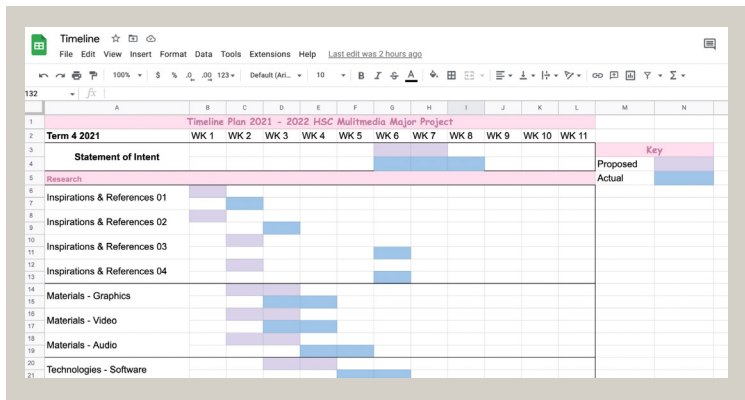 Timeline
File Edit View Insert Format Data Tools Extensions Help Last edit was 2 hours ago
100% $ % .0 .00 123 Default (Ari... 10 B I S A
132 fx
A B C D E F G H I J K L M N
1 Timeline Plan 2021 - 2022 HSC Mulitmedia Major Project
2 Term 4 2021 WK 1 WK 2 WK 3 WK 4 WK 5 WK 6 WK 7 WK 8 WK 9 WK 10 WK 11
3 Key
Statement of Intent
4 Proposed
5 Research Actual
6
Inspirations & References 01
7
8
Inspirations & References 02
9
10
Inspirations & References 03
11
12
Inspirations & References 04
13
14
Materials - Graphics
15
16
Materials - Video
17
18
Materials - Audio
19
20
Technologies - Software
21